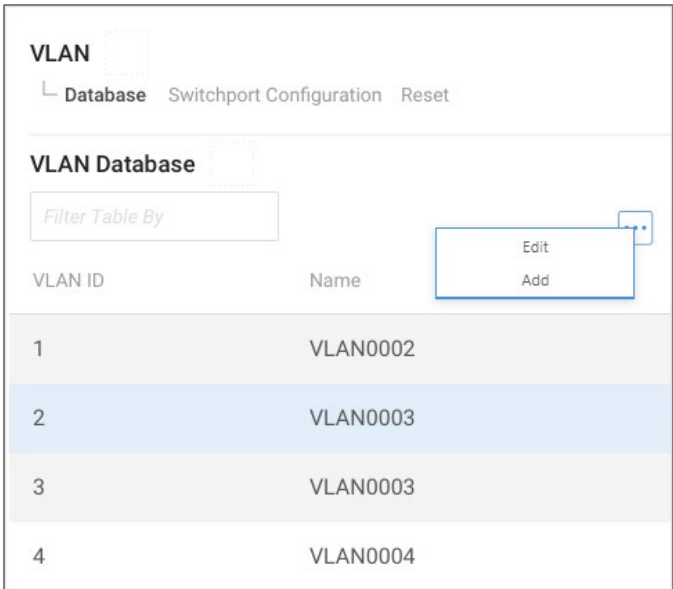 VLAN
Database Switchport Configuration Reset
VLAN Database
Filter Table By
...
Edit
Add
VLAN ID Name
1 VLAN0002
2 VLAN0003
3 VLAN0003
4 VLAN0004